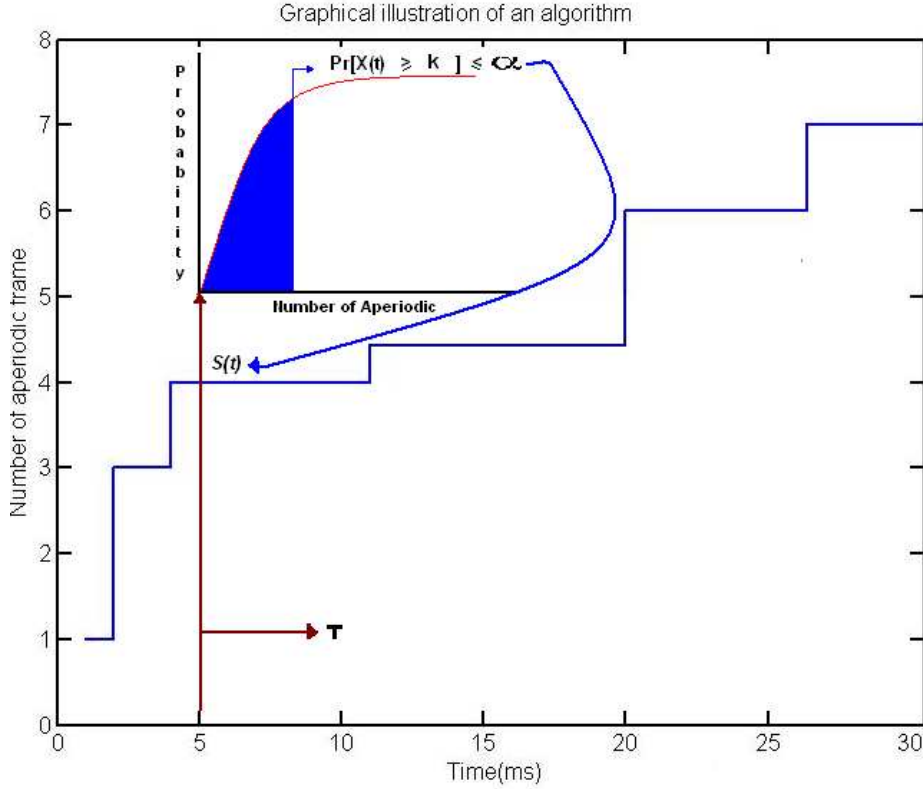 Graphical illustration of an algorithm
8
7
6
5
4
3
2
1
0
Number of aperiodic frame
Probability
Pr[X(t) ≥ k ] ≤ α
Number of Aperiodic
S(t)
T
0 5 10 15 20 25 30
Time(ms)